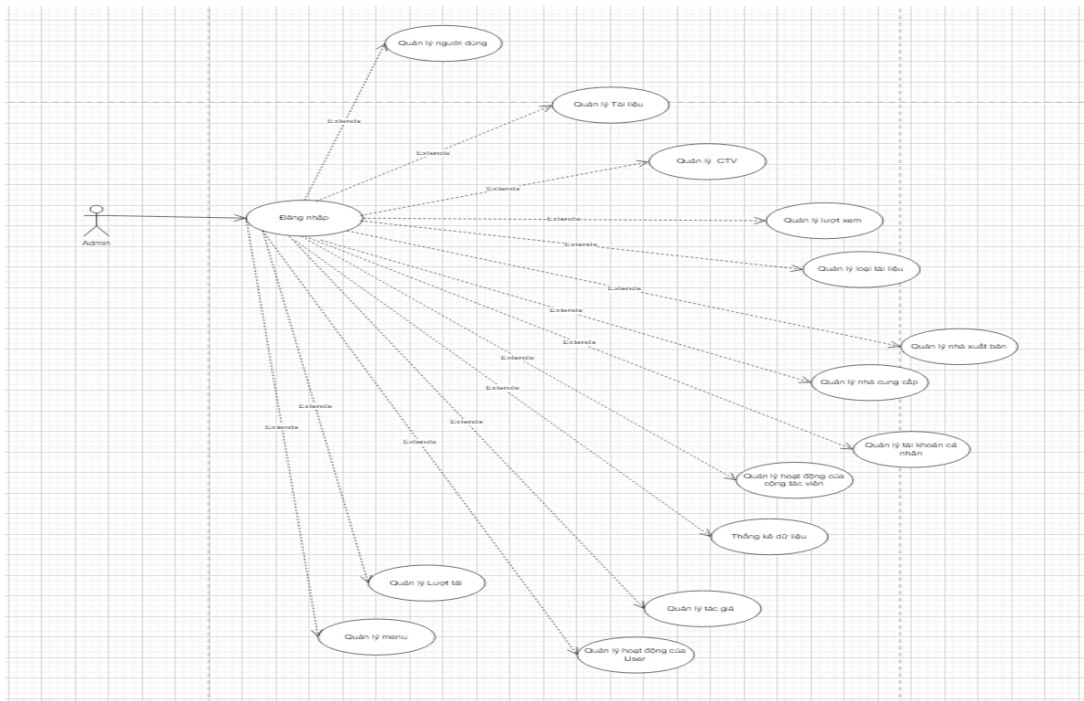 Quản lý người dùng
Quản lý Tài liệu
Extends
Extends
Quản lý CTV
Extends
Admin
Đăng nhập
Extends
Quản lý lượt xem
Extends
Quản lý loại tài liệu
Extends
Extends
Quản lý nhà xuất bản
Extends
Extends
Quản lý nhà cung cấp
Extends
Extends
Extends
Extends
Extends
Quản lý tài khoản cá
nhân
Quản lý hoạt động của
cộng tác viên
Thống kê dữ liệu
Quản lý Lượt tải
Quản lý tác giả
Quản lý menu
Quản lý hoạt động của
User